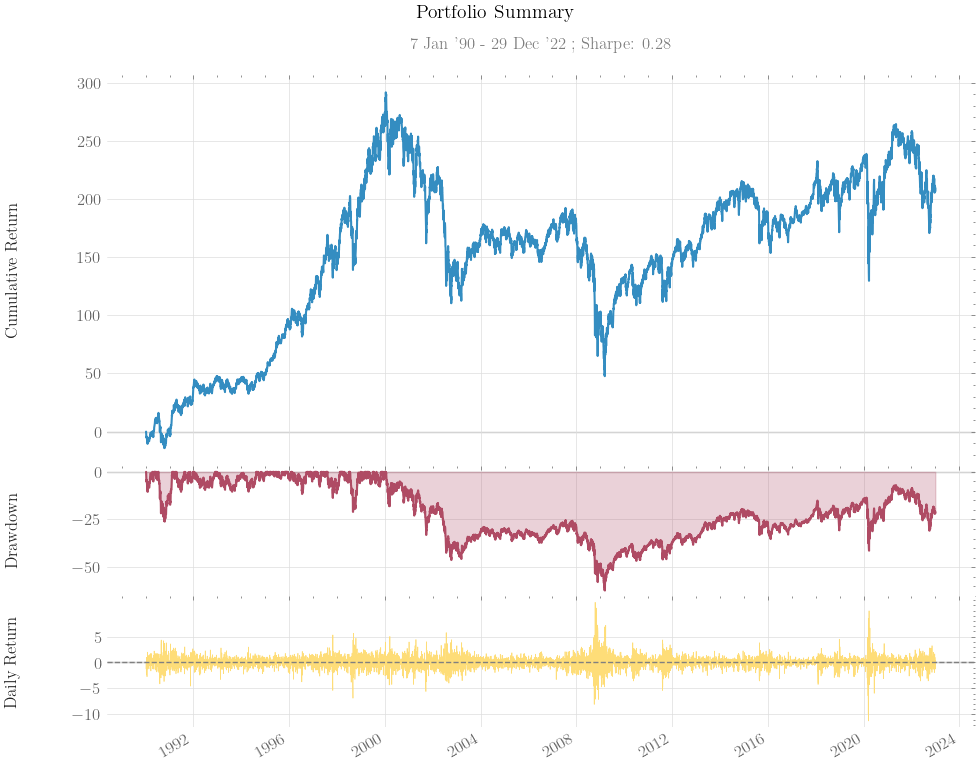 Portfolio Summary
7 Jan '90 - 29 Dec '22 ; Sharpe: 0.28
Cumulative Return
300
250
200
150
100
50
0
Drawdown
0
−25
−50
Daily Return
5
0
−5
−10
1992 1996 2000 2004 2008 2012 2016 2020 2024